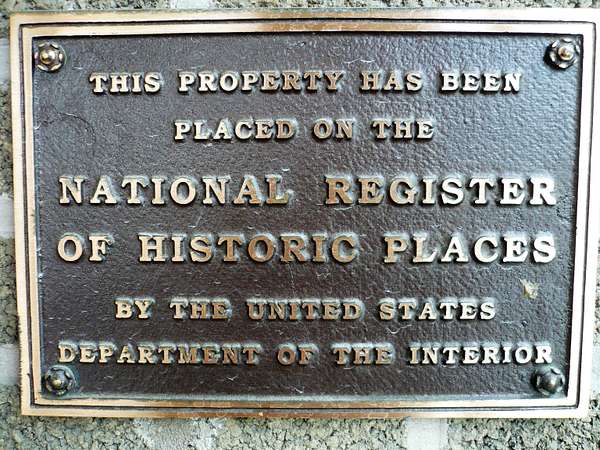 THIS PROPERTY HAS BEEN
PLACED ON THE
NATIONAL REGISTER
OF HISTORIC PLACES
BY THE UNITED STATES
DEPARTMENT OF THE INTERIOR